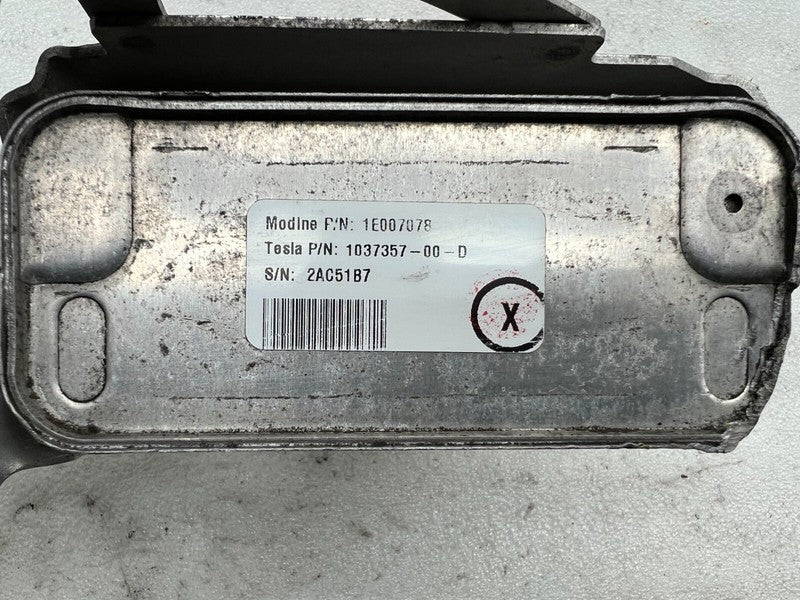 Modine P/N: 1E007078
Tesla P/N: 1037357-00-D
S/N: 2AC51B7
X